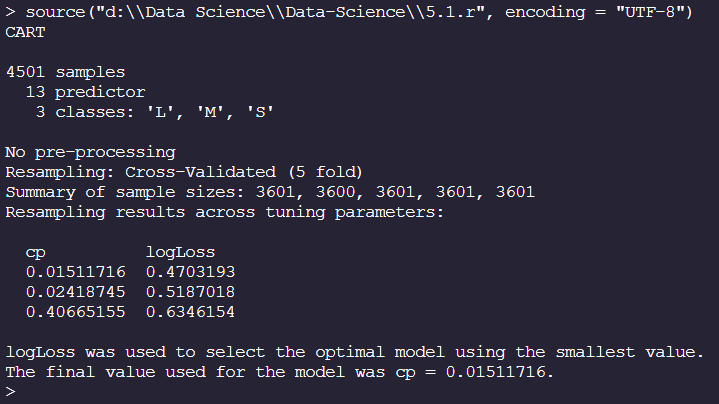 > source("d:\\Data Science\\Data-Science\\5.1.r", encoding = "UTF-8")
CART

4501 samples
  13 predictor
   3 classes: 'L', 'M', 'S'

No pre-processing
Resampling: Cross-Validated (5 fold)
Summary of sample sizes: 3601, 3600, 3601, 3601, 3601
Resampling results across tuning parameters:

  cp          logLoss
  0.01511716  0.4703193
  0.02418745  0.5187018
  0.40665155  0.6346154

logLoss was used to select the optimal model using the smallest value.
The final value used for the model was cp = 0.01511716.
>